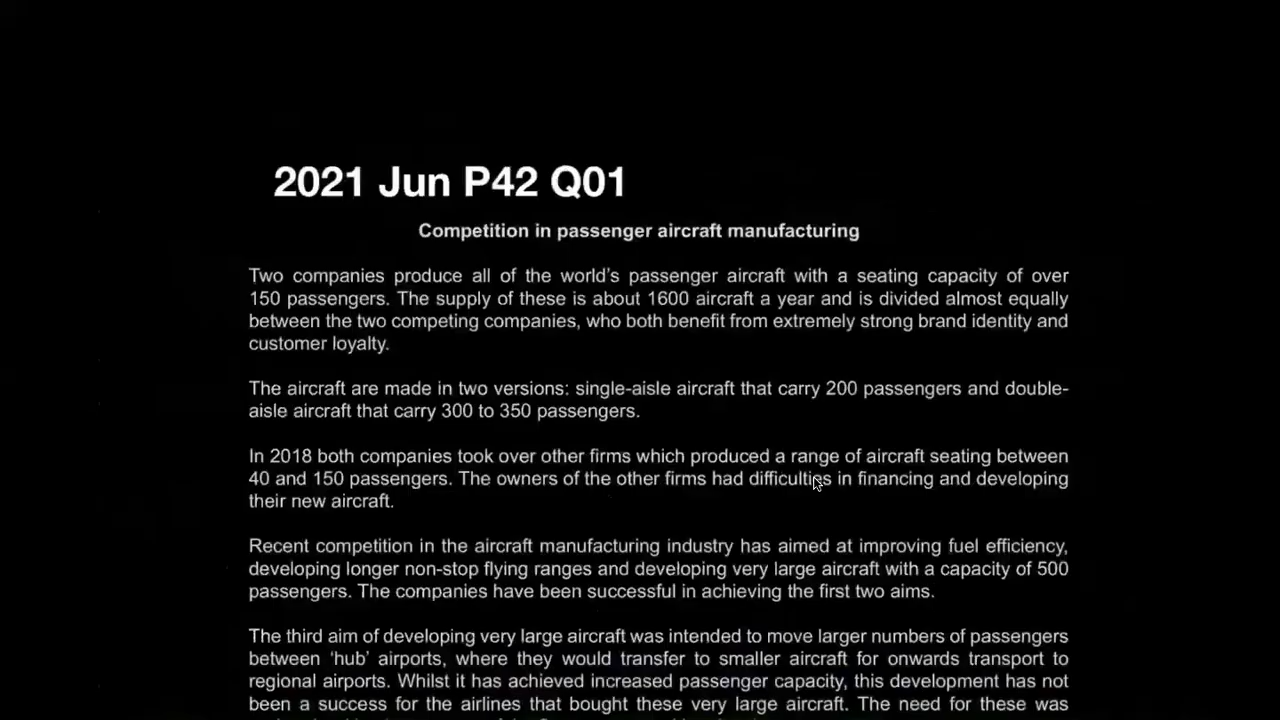 2021 Jun P42 Q01
Competition in passenger aircraft manufacturing
Two companies produce all of the world's passenger aircraft with a seating capacity of over
150 passengers. The supply of these is about 1600 aircraft a year and is divided almost equally
between the two competing companies, who both benefit from extremely strong brand identity and
customer loyalty.
The aircraft are made in two versions: single-aisle aircraft that carry 200 passengers and double-
aisle aircraft that carry 300 to 350 passengers.
In 2018 both companies took over other firms which produced a range of aircraft seating between
40 and 150 passengers. The owners of the other firms had difficulties in financing and developing
their new aircraft.
Recent competition in the aircraft manufacturing industry has aimed at improving fuel efficiency,
developing longer non-stop flying ranges and developing very large aircraft with a capacity of 500
passengers. The companies have been successful in achieving the first two aims.
The third aim of developing very large aircraft was intended to move larger numbers of passengers
between ‘hub’ airports, where they would transfer to smaller aircraft for onwards transport to
regional airports. Whilst it has achieved increased passenger capacity, this development has not
been a success for the airlines that bought these very large aircraft. The need for these was